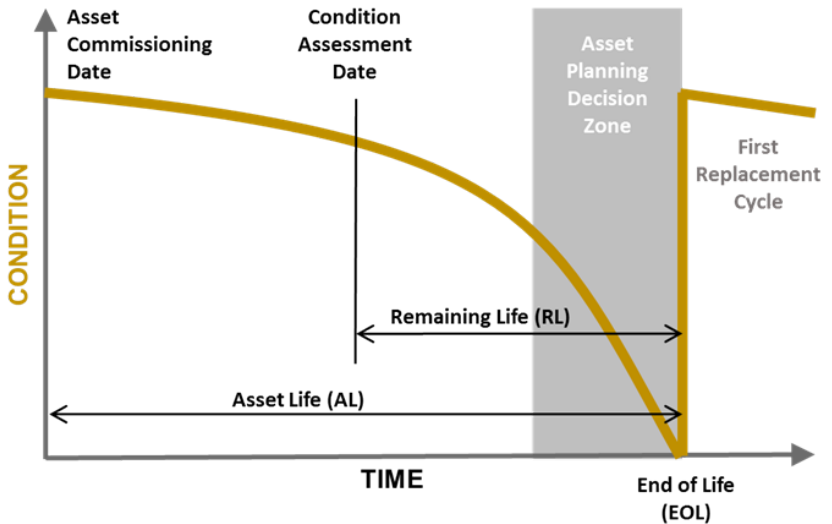 Asset
Commissioning
Date
Condition
Assessment
Date
Asset
Planning
Decision
Zone
First
Replacement
Cycle
CONDITION
Remaining Life (RL)
Asset Life (AL)
TIME
End of Life
(EOL)